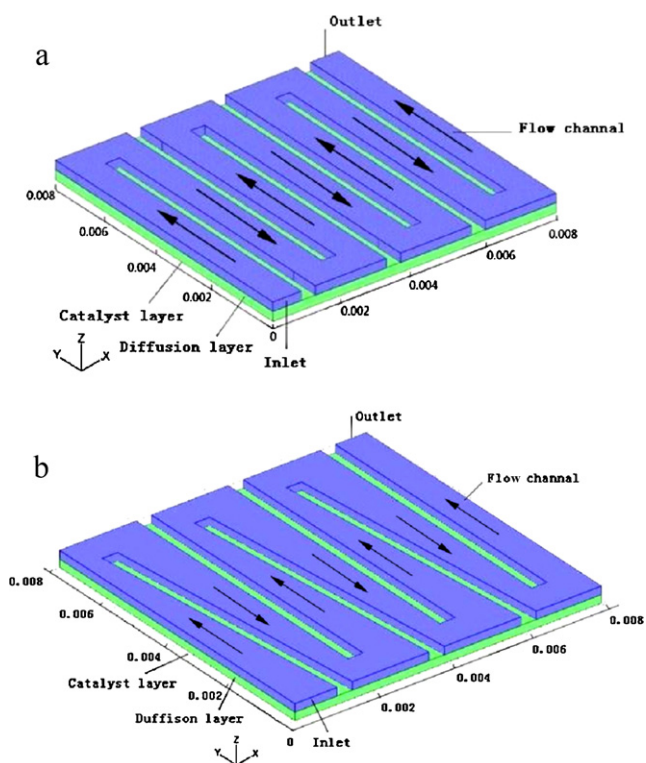 a
Outlet
Flow channal
0.008
0.006
0.004
0.002
0
0.002
0.004
0.006
0.008
Catalyst layer
Diffusion layer
Inlet
Z
Y
X
b
Outlet
Flow channal
0.008
0.006
0.004
0.002
0
0.002
0.004
0.006
0.008
Catalyst layer
Duffison layer
Inlet
Z
Y
X